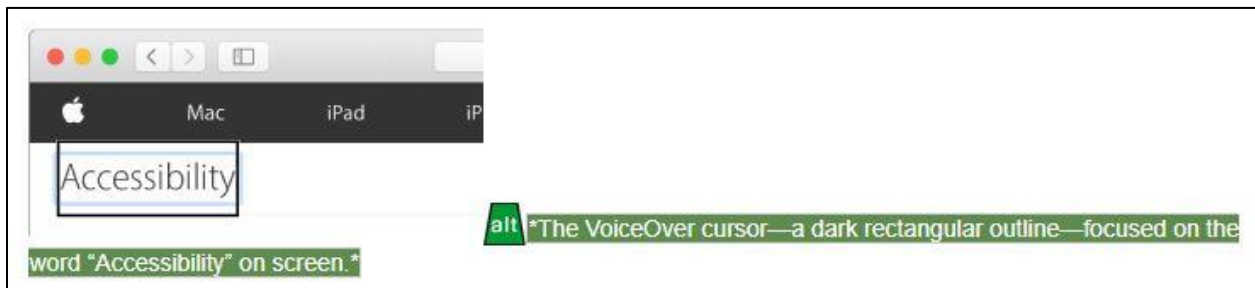 Mac iPad iP
Accessibility
alt *The VoiceOver cursor—a dark rectangular outline—focused on the
word “Accessibility” on screen.*